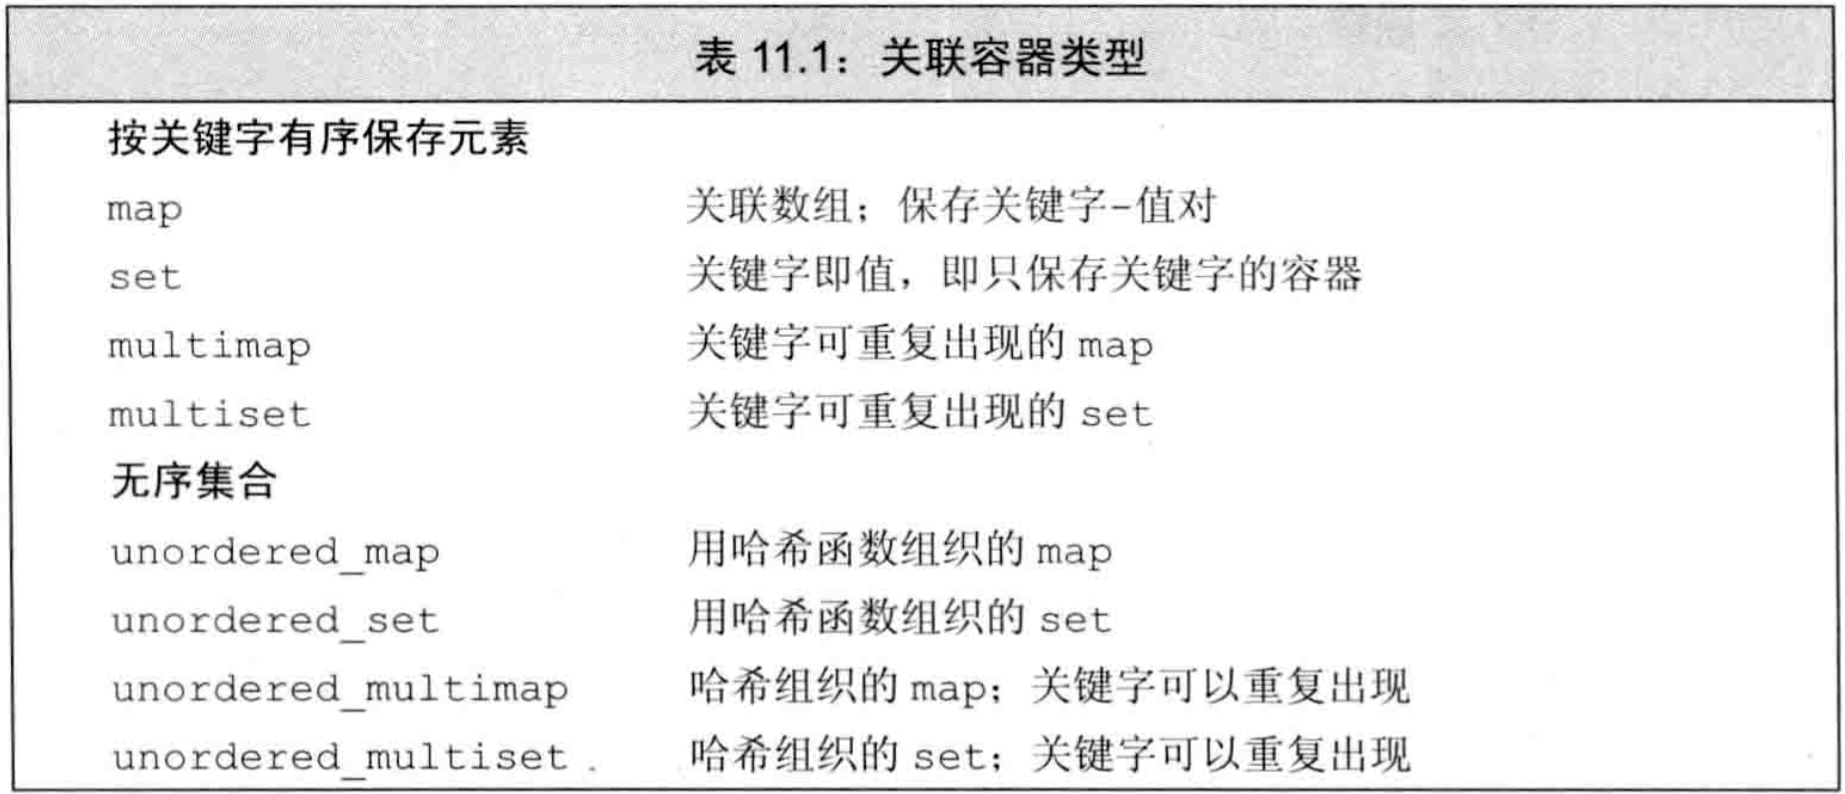 表 11.1：关联容器类型
按关键字有序保存元素
map 关联数组；保存关键字-值对
set 关键字即值，即只保存关键字的容器
multimap 关键字可重复出现的 map
multiset 关键字可重复出现的 set
无序集合
unordered_map 用哈希函数组织的 map
unordered_set 用哈希函数组织的 set
unordered_multimap 哈希组织的 map；关键字可以重复出现
unordered_multiset 哈希组织的 set；关键字可以重复出现